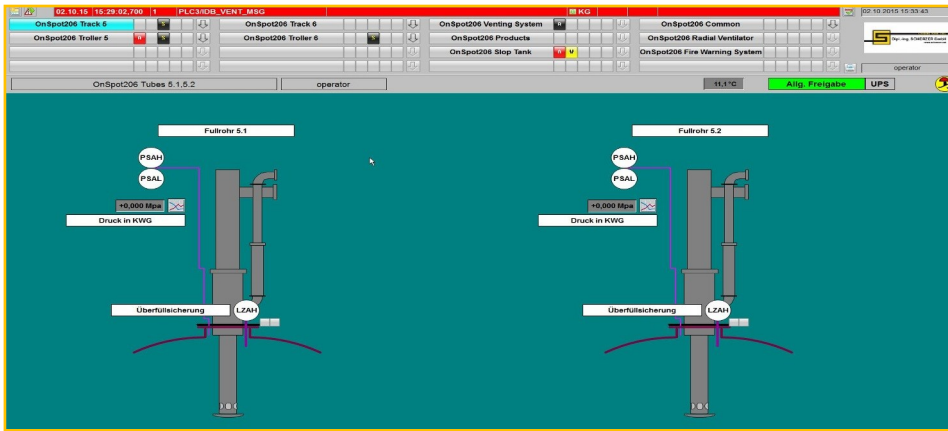 02.10.15 15:29:02,700 1 PLC3/IDB_VENT_MSG KG 02.10.2015 15:33:43
OnSpot206 Track 5 S OnSpot206 Track 6 OnSpot206 Venting System OnSpot206 Common
OnSpot206 Troller 5 S OnSpot206 Troller 6 S OnSpot206 Products OnSpot206 Radial Ventilator
OnSpot206 Slop Tank OnSpot206 Fire Warning System
operator
OnSpot206 Tubes 5.1,5.2 operator 11,1°C Allg. Freigabe UPS
Fullrohr 5.1 Fullrohr 5.2
PSAH PSAH
PSAL PSAL
+0,000 Mpa +0,000 Mpa
Druck in KWG Druck in KWG
Überfüllsicherung LZAH Überfüllsicherung LZAH